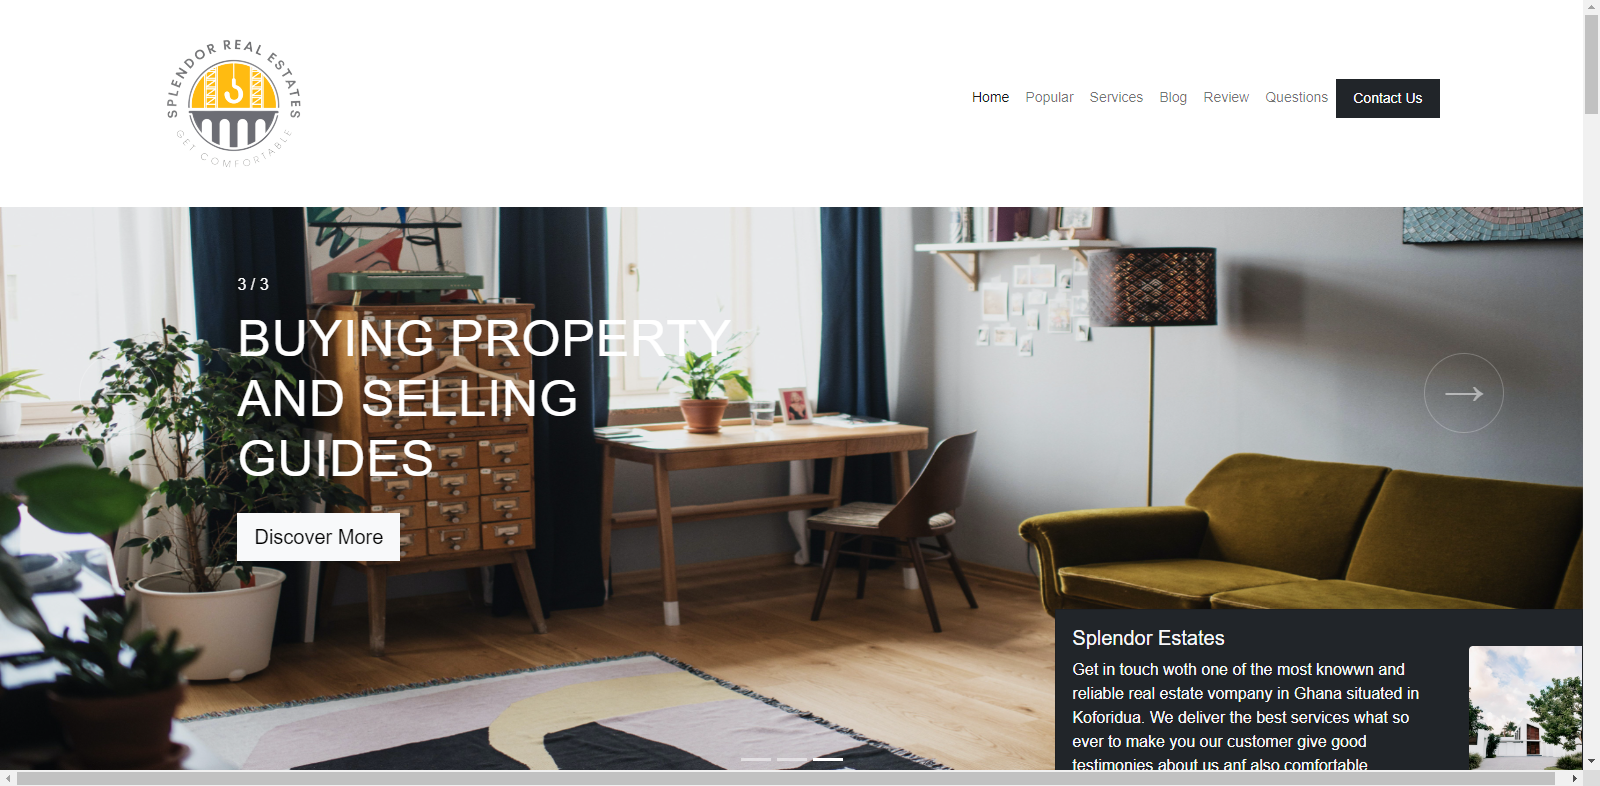 SPLENDOR REAL ESTATES
GET COMFORTABLE
Home Popular Services Blog Review Questions Contact Us
3 / 3
BUYING PROPERTY
AND SELLING
GUIDES
Discover More
Splendor Estates
Get in touch woth one of the most knowwn and
reliable real estate vompany in Ghana situated in
Koforidua. We deliver the best services what so
ever to make you our customer give good
testimonies about us anf also comfortable